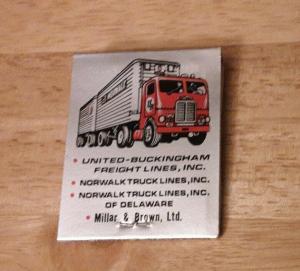 • UNITED-BUCKINGHAM
FREIGHT LINES, INC.
• NORWALK TRUCK LINES, INC.
• NORWALK TRUCK LINES, INC.
OF DELAWARE
• Millar & Brown, Ltd.